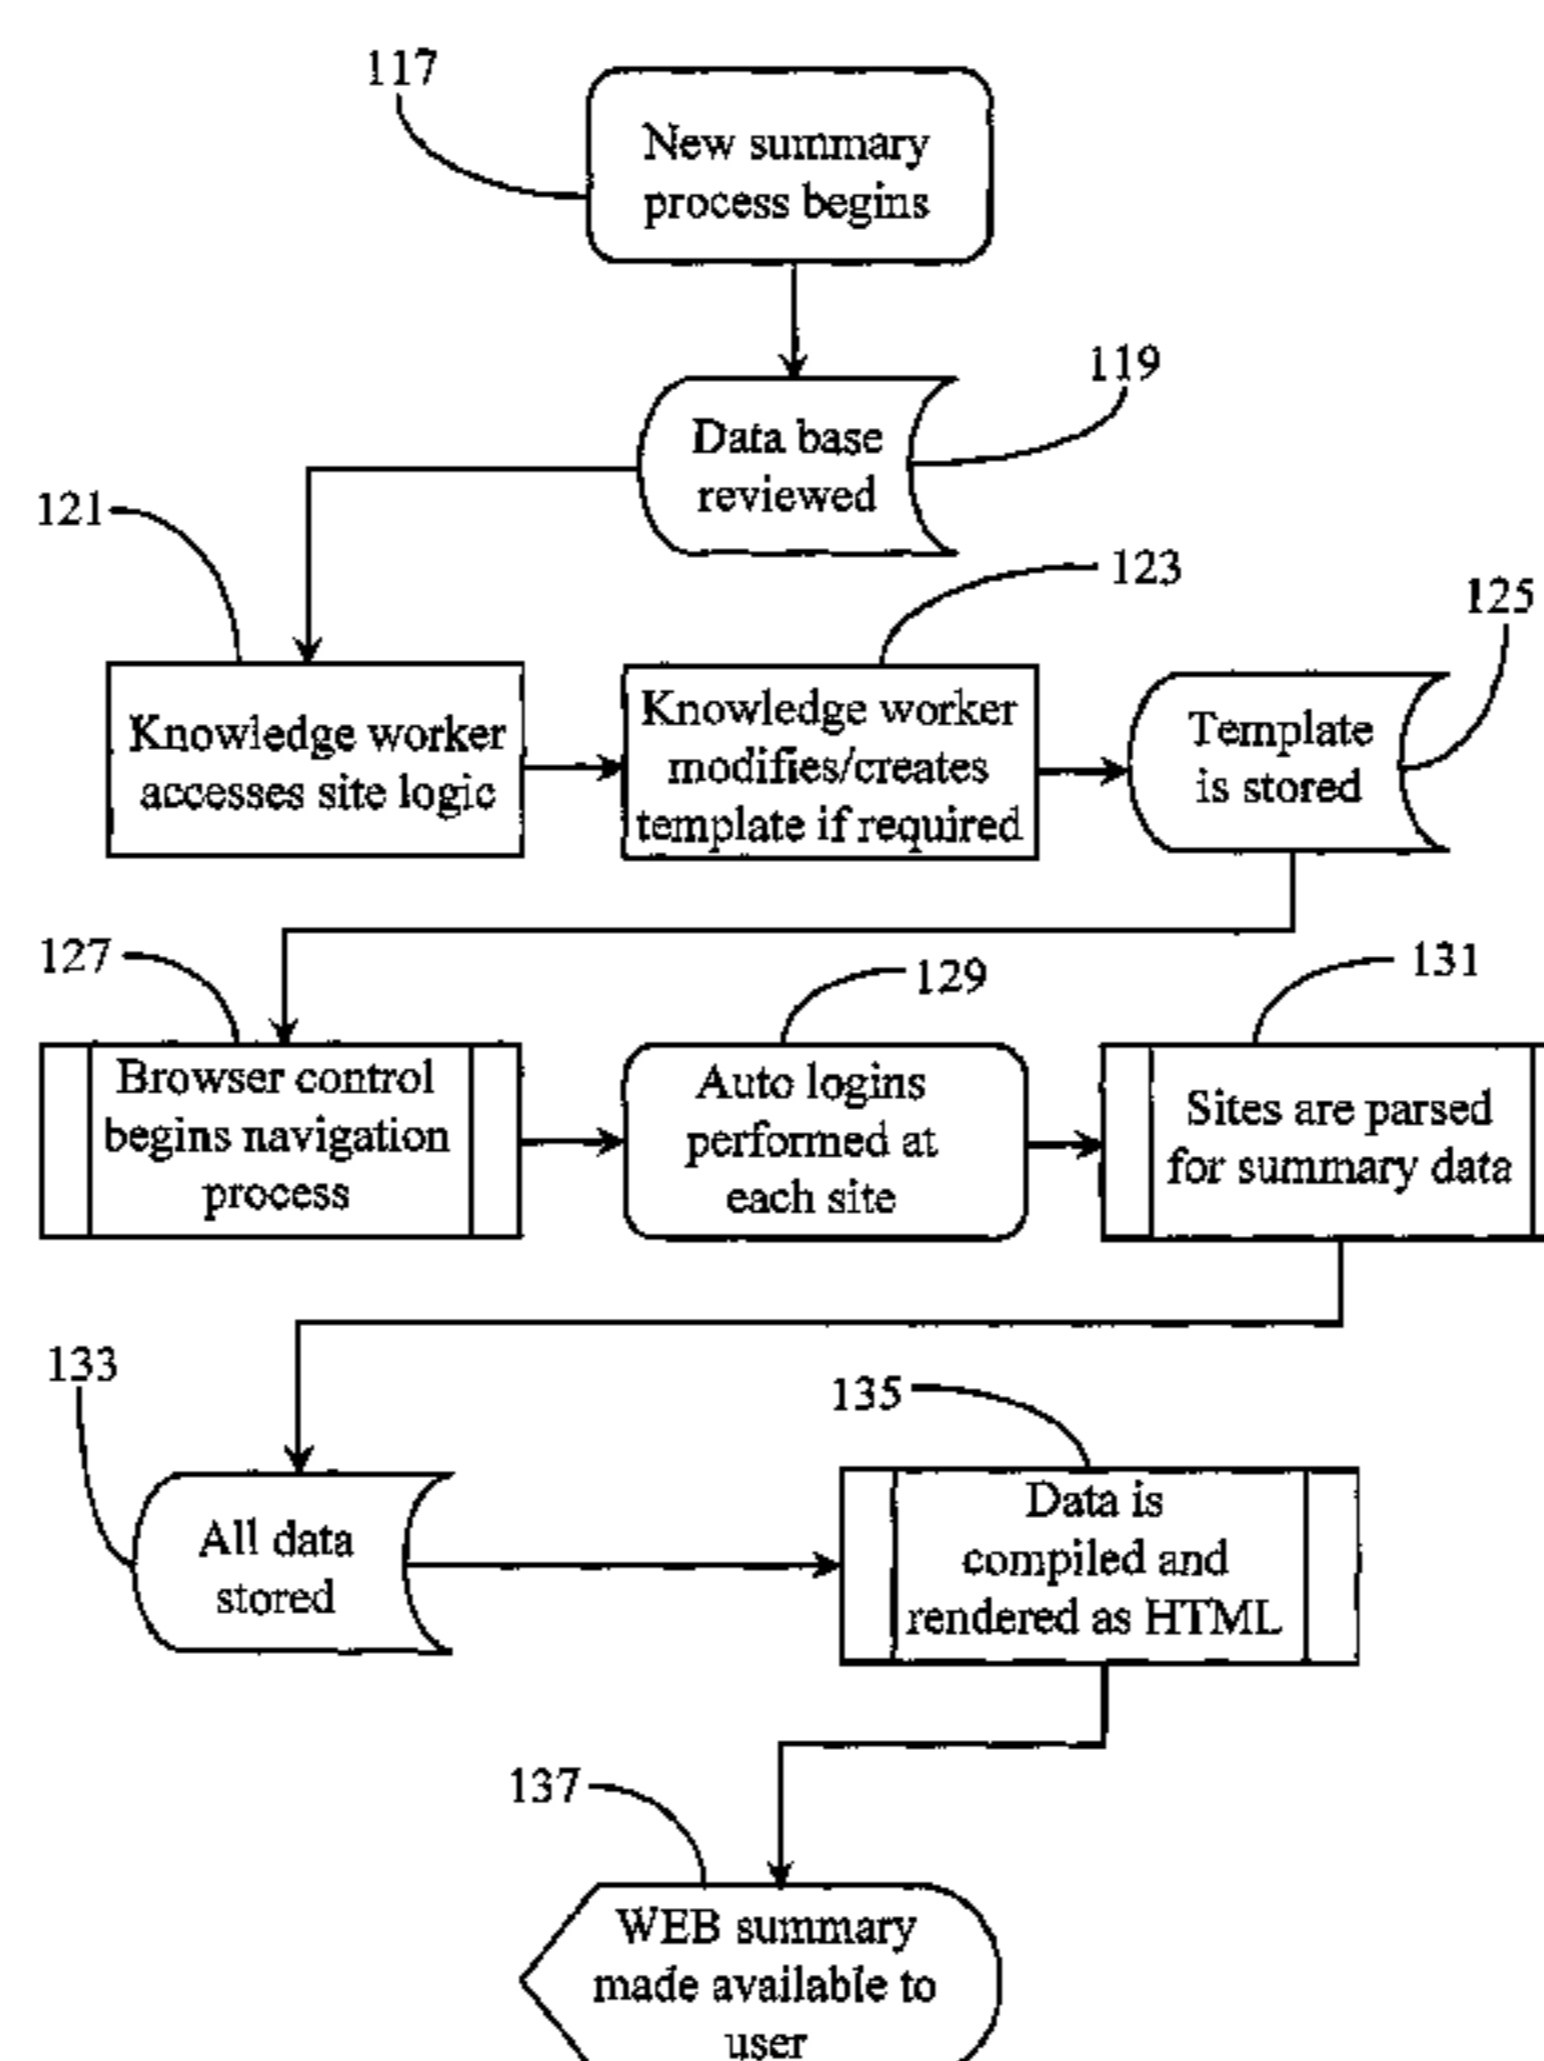 117
New summary
process begins
119
Data base
reviewed
121
123
125
Knowledge worker
accesses site logic
Knowledge worker
modifies/creates
template if required
Template
is stored
127
129
131
Browser control
begins navigation
process
Auto logins
performed at
each site
Sites are parsed
for summary data
133
135
All data
stored
Data is
compiled and
rendered as HTML
137
WEB summary
made available to
user